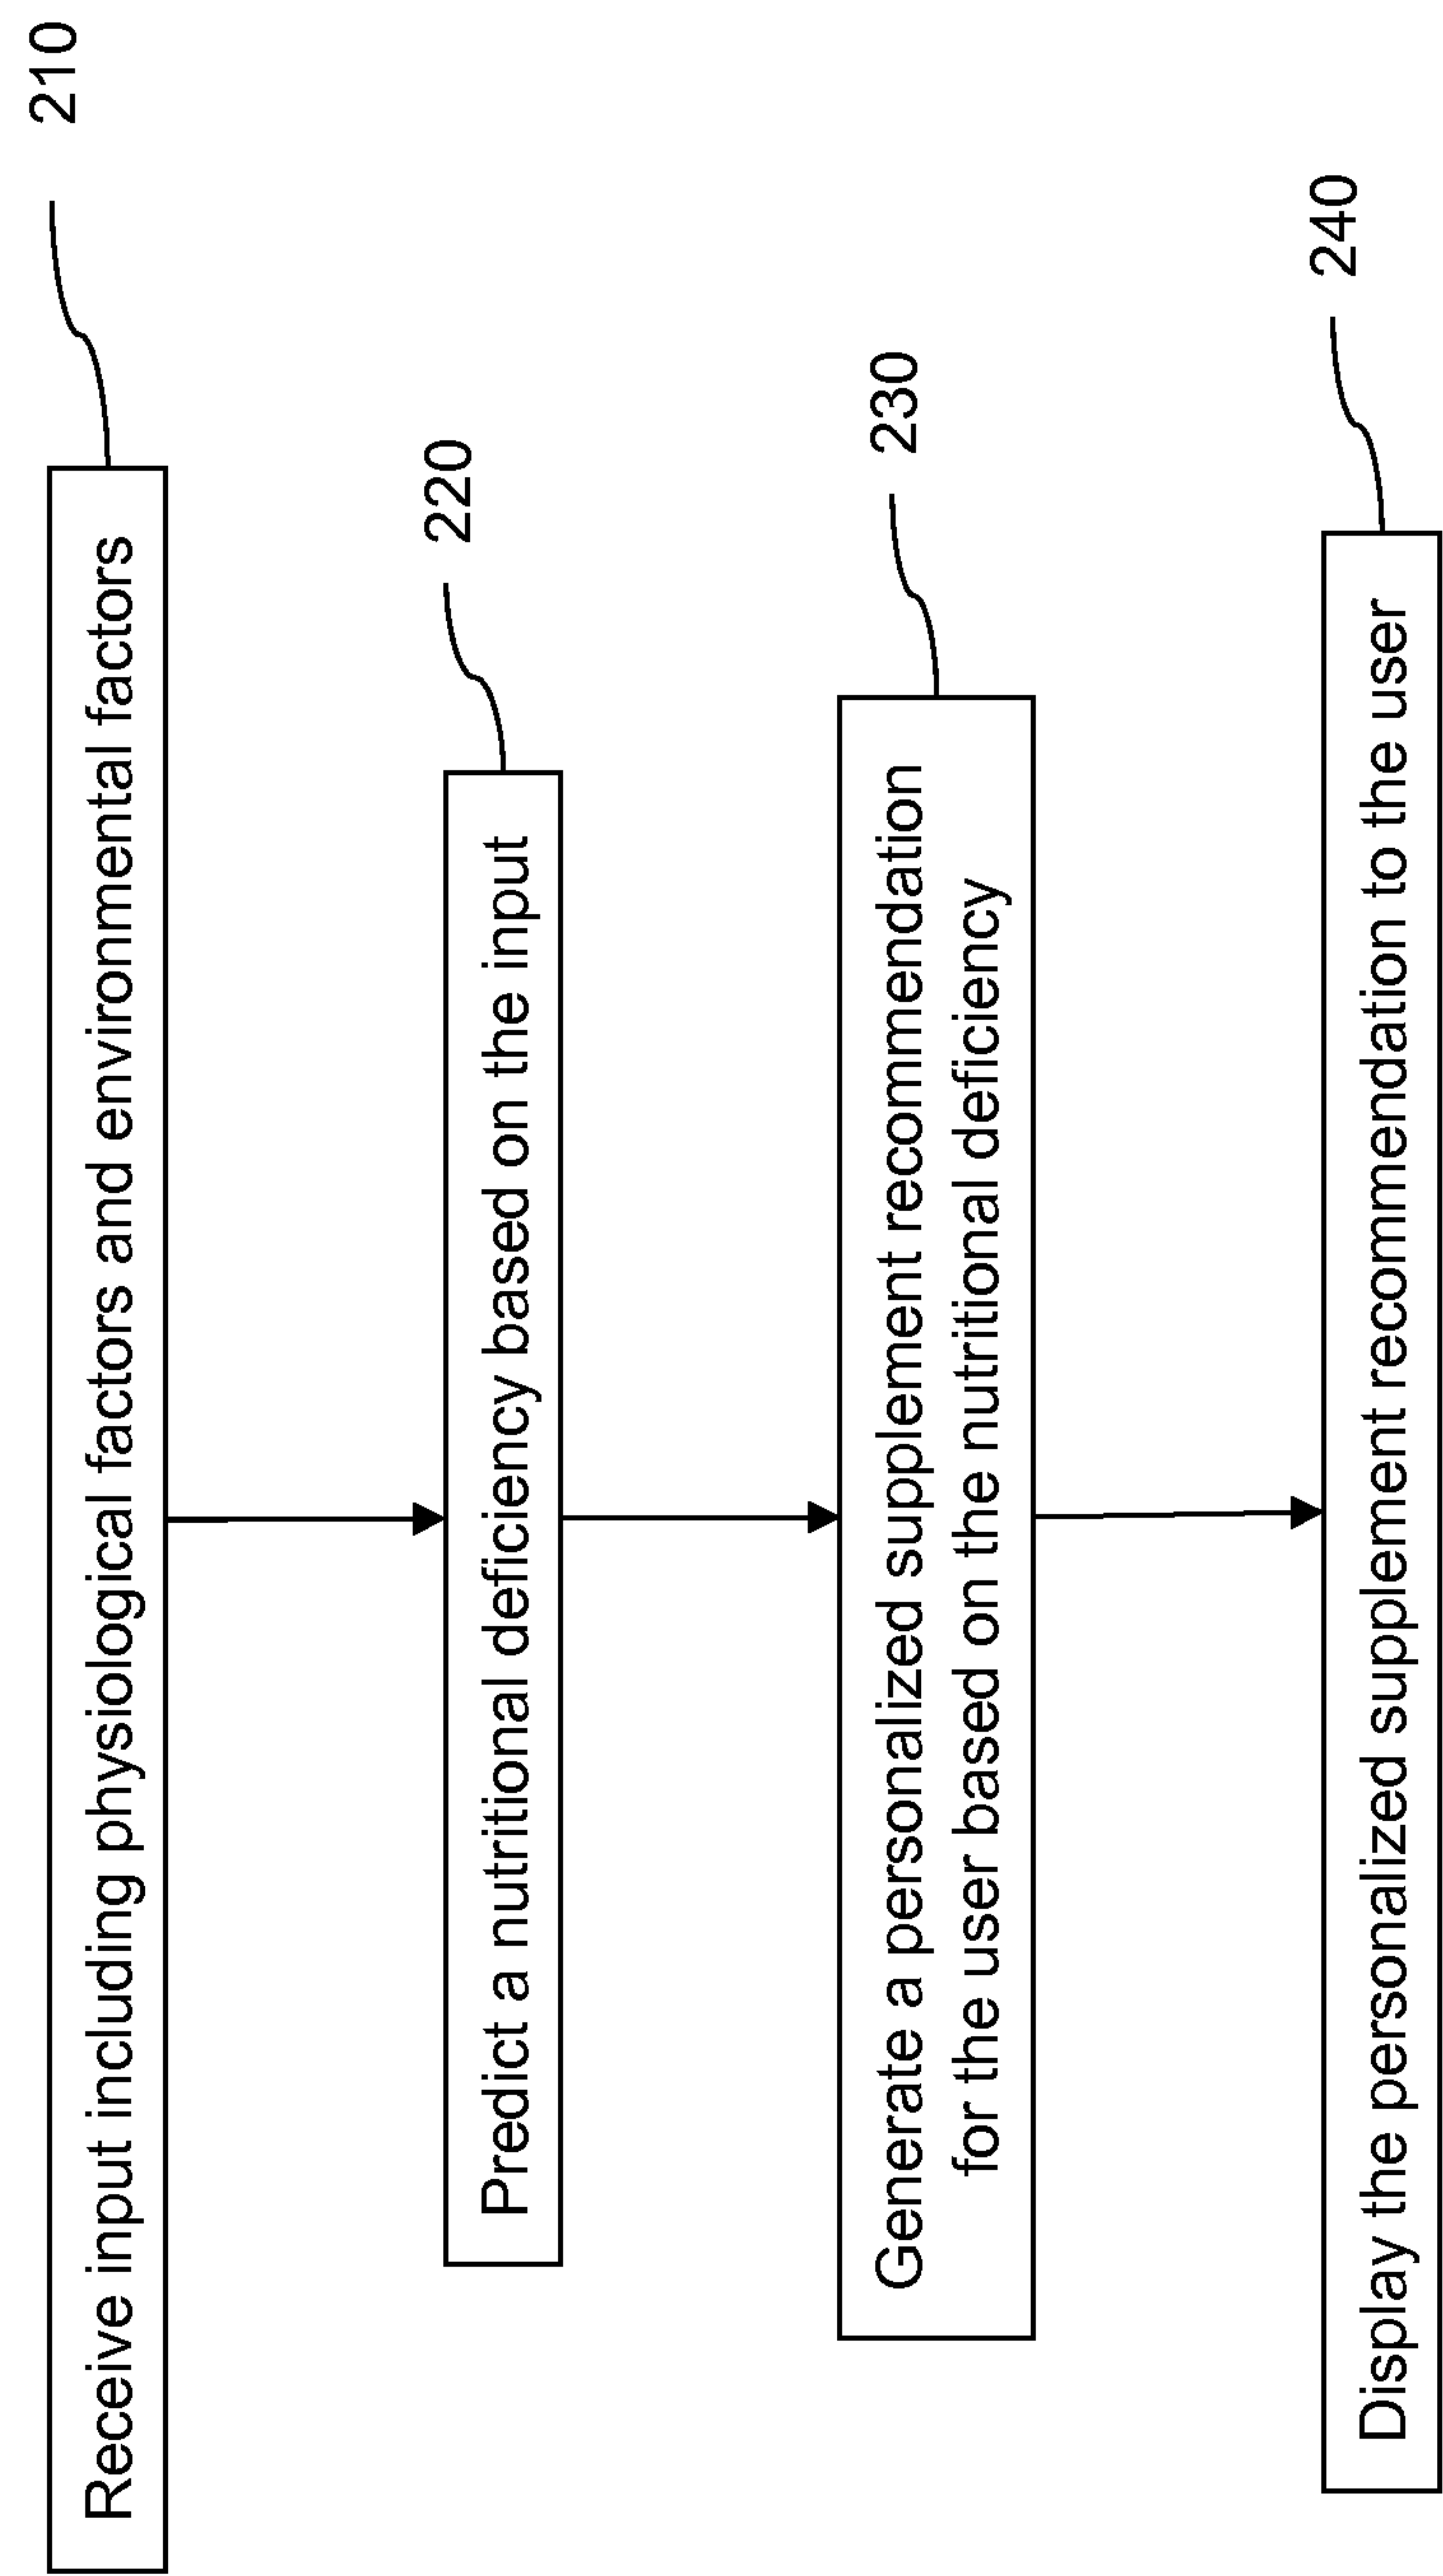 Receive input including physiological factors and environmental factors
210
Predict a nutritional deficiency based on the input
220
Generate a personalized supplement recommendation
for the user based on the nutritional deficiency
230
Display the personalized supplement recommendation to the user
240